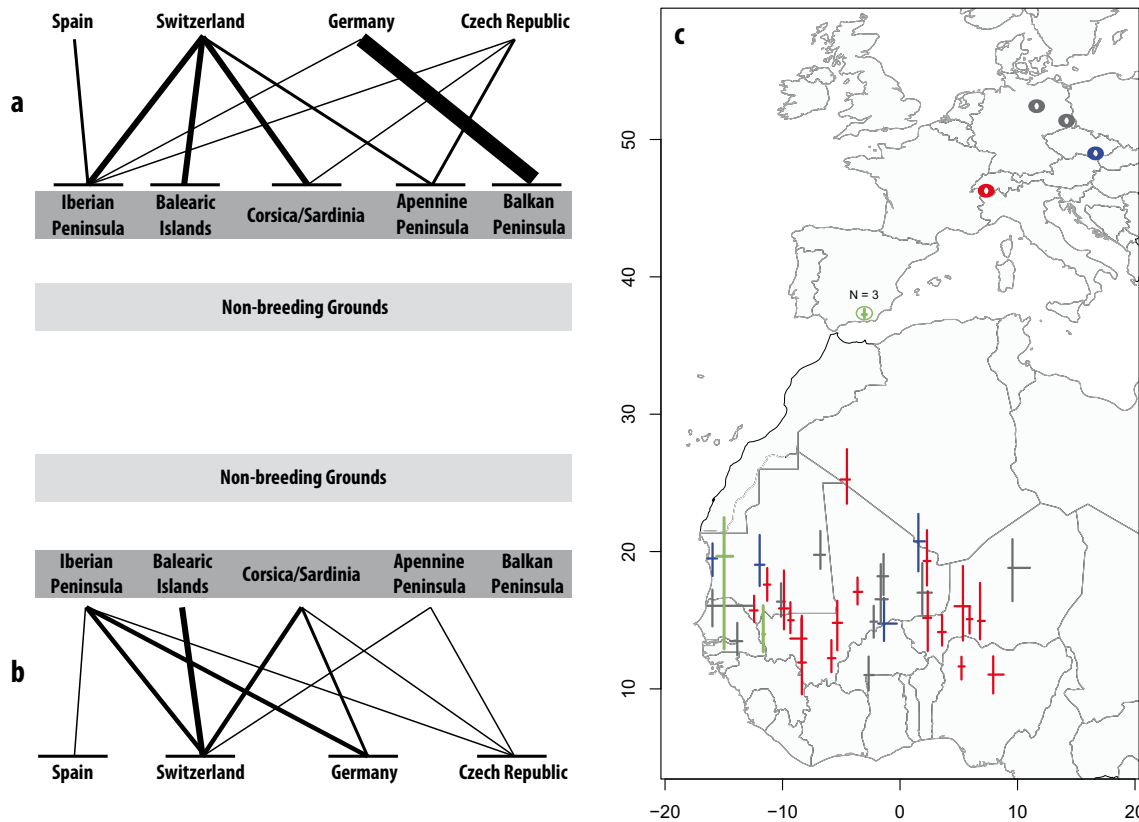 Spain Switzerland Germany Czech Republic
a
Iberian Peninsula Balearic Islands Corsica/Sardinia Apennine Peninsula Balkan Peninsula
Non-breeding Grounds
Non-breeding Grounds
Iberian Peninsula Balearic Islands Corsica/Sardinia Apennine Peninsula Balkan Peninsula
b
Spain Switzerland Germany Czech Republic
c
50
40
N = 3
30
20
10
−20 −10 0 10 20